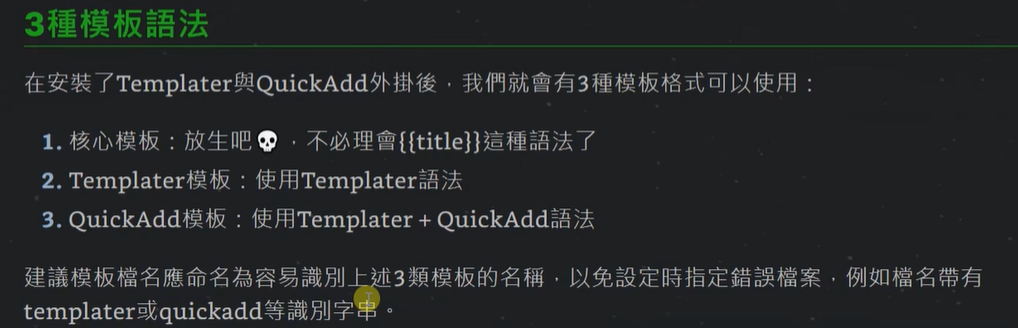 3種模板語法
在安裝了Templater與QuickAdd外掛後，我們就會有3種模板格式可以使用：
1. 核心模板：放生吧💀，不必理會{{title}}這種語法了
2. Templater模板：使用Templater語法
3. QuickAdd模板：使用Templater + QuickAdd語法
建議模板檔名應命名為容易識別上述3類模板的名稱，以免設定時指定錯誤檔案，例如檔名帶有
templater或quickadd等識別字串。